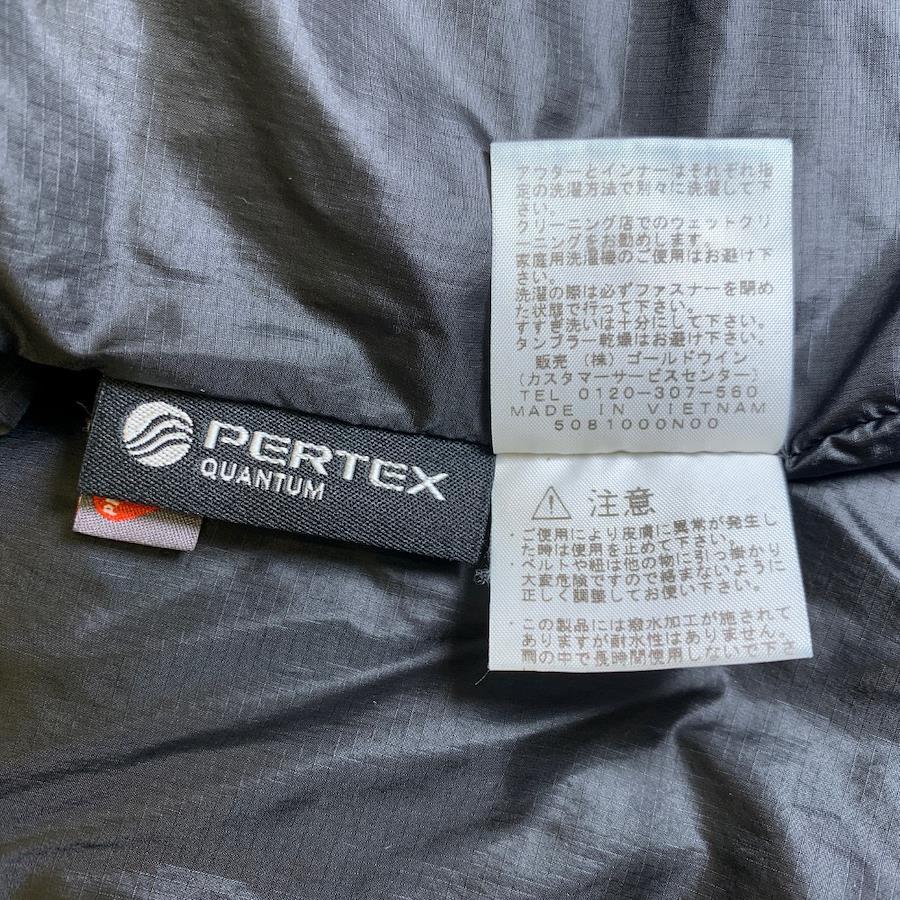 アウターとインナーはそれぞれ指
定の洗濯方法で別々に洗濯して下
さい。
クリーニング店でのウェットクリ
ーニングをお勧めします。
家庭用洗濯機のご使用はお避け下
さい。
洗濯の際は必ずファスナーを閉め
た状態で行って下さい。
すすぎ洗いは十分にして下さい。
タンブラー乾燥はお避け下さい。
販売 (株) ゴールドウイン
(カスタマーサービスセンター)
TEL 0120-307-560
MADE IN VIETNAM
5081000N00
PERTEX
QUANTUM
注意
・ご使用により皮膚に異常が発生し
た時は使用を止めて下さい。
・ベルトや紐は他の物に引っ掛かり
大変危険ですので絡まないように
正しく調整してお使い下さい。
・この製品には撥水加工が施されて
ありますが耐水性はありません。
雨の中で長時間使用しないで下さ